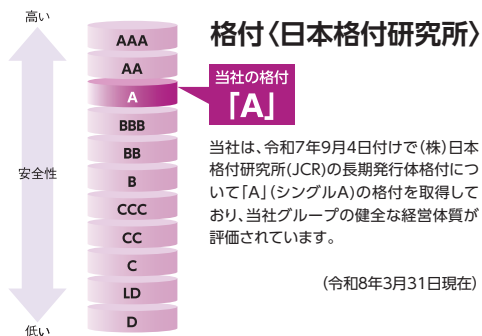 高い
安全性
低い
AAA
AA
A
BBB
BB
B
CCC
CC
C
LD
D
格付〈日本格付研究所〉
当社の格付
「A」
当社は、令和7年9月4日付けで(株)日本
格付研究所(JCR)の長期発行体格付につ
いて「A」(シングルA)の格付を取得して
おり、当社グループの健全な経営体質が
評価されています。
(令和8年3月31日現在)